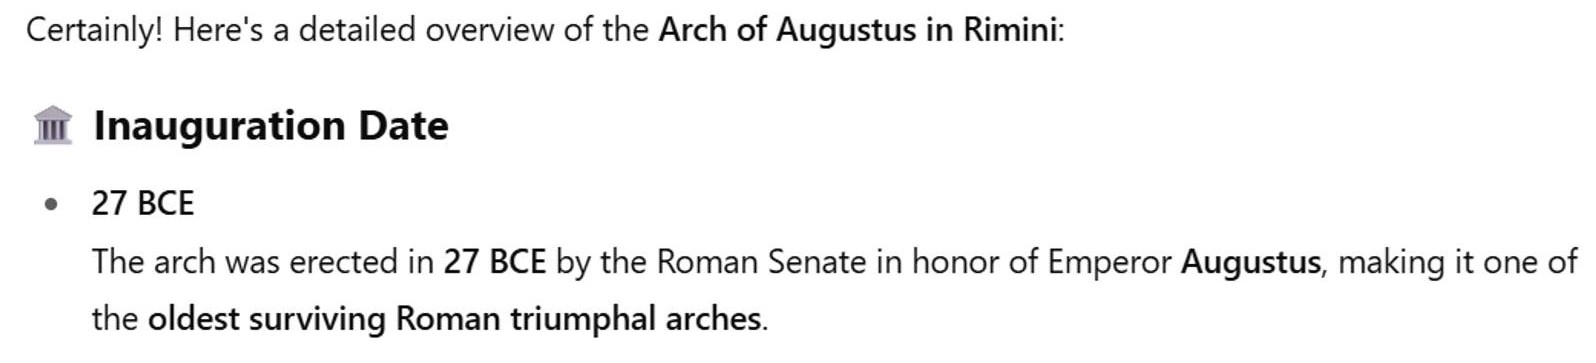 Certainly! Here's a detailed overview of the Arch of Augustus in Rimini:
🏛️ Inauguration Date
• 27 BCE
The arch was erected in 27 BCE by the Roman Senate in honor of Emperor Augustus, making it one of
the oldest surviving Roman triumphal arches.